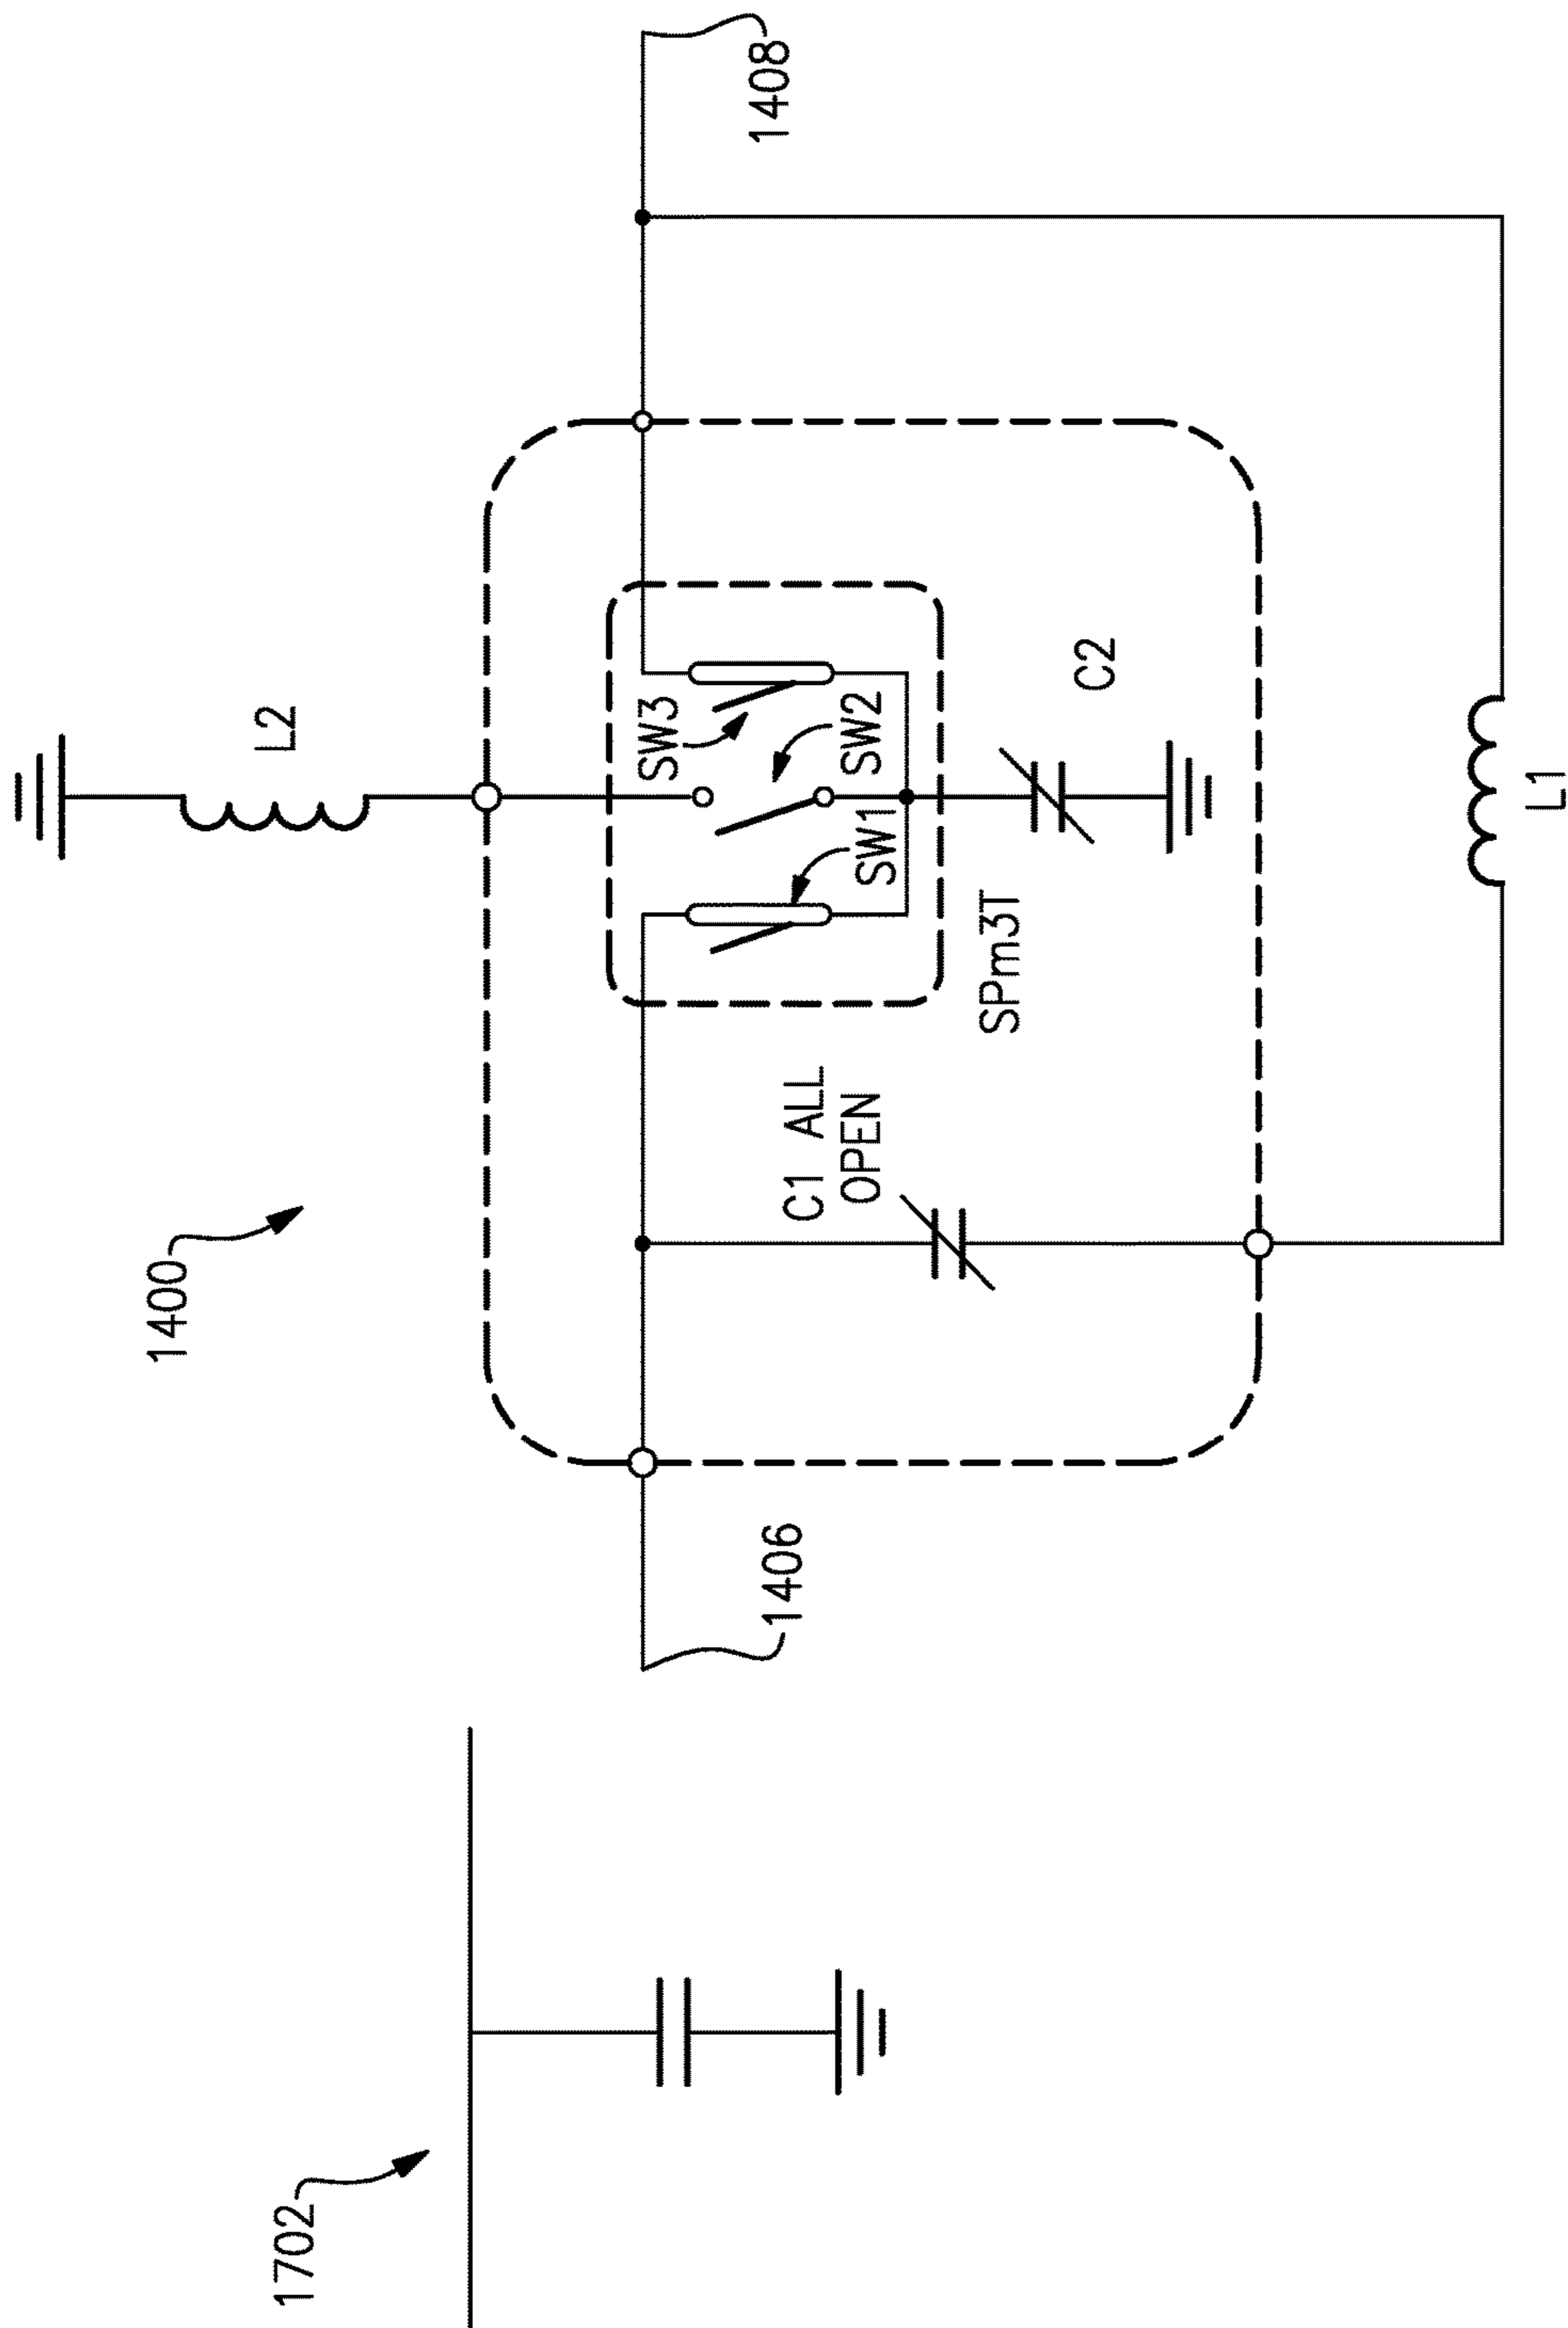 1702
1400
L2
1406
1408
C1 ALL
OPEN
SW1
SW2
SW3
SPm3T
C2
L1